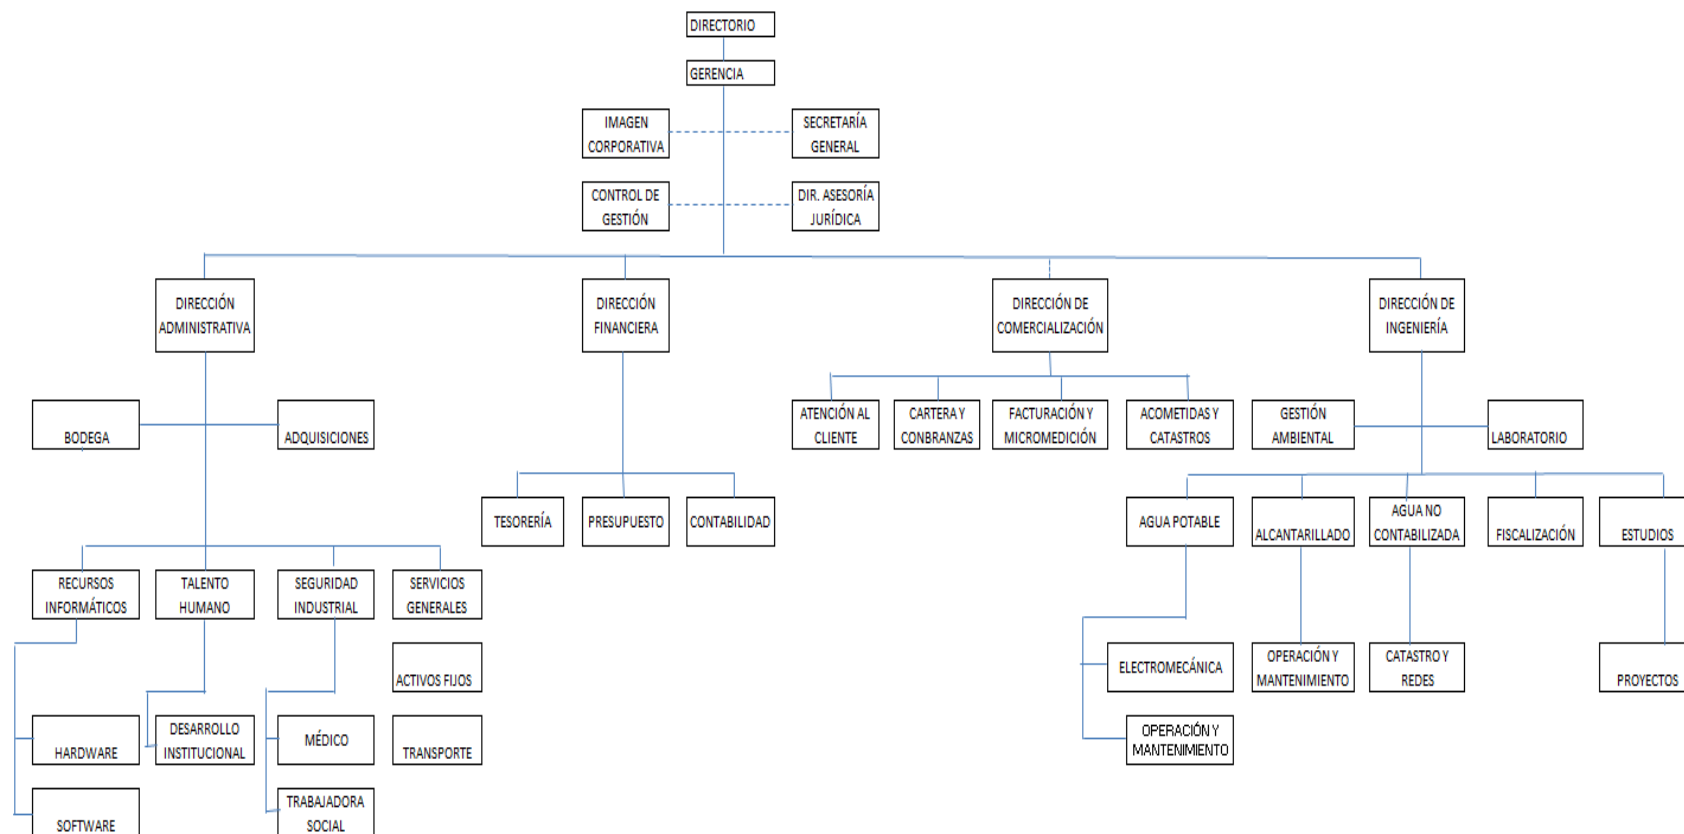 DIRECTORIO
GERENCIA
IMAGEN
CORPORATIVA
SECRETARÍA
GENERAL
CONTROL DE
GESTIÓN
DIR. ASESORÍA
JURÍDICA
DIRECCIÓN
ADMINISTRATIVA
DIRECCIÓN
FINANCIERA
DIRECCIÓN DE
COMERCIALIZACIÓN
DIRECCIÓN DE
INGENIERÍA
BODEGA
ADQUISICIONES
ATENCIÓN AL
CLIENTE
CARTERA Y
CONBRANZAS
FACTURACIÓN Y
MICROMEDICIÓN
ACOMETIDAS Y
CATASTROS
GESTIÓN
AMBIENTAL
LABORATORIO
TESORERÍA
PRESUPUESTO
CONTABILIDAD
AGUA POTABLE
ALCANTARILLADO
AGUA NO
CONTABILIZADA
FISCALIZACIÓN
ESTUDIOS
RECURSOS
INFORMÁTICOS
TALENTO
HUMANO
SEGURIDAD
INDUSTRIAL
SERVICIOS
GENERALES
ACTIVOS FIJOS
ELECTROMECÁNICA
OPERACIÓN Y
MANTENIMIENTO
CATASTRO Y
REDES
PROYECTOS
HARDWARE
DESARROLLO
INSTITUCIONAL
MÉDICO
TRANSPORTE
OPERACIÓN Y
MANTENIMIENTO
SOFTWARE
TRABAJADORA
SOCIAL